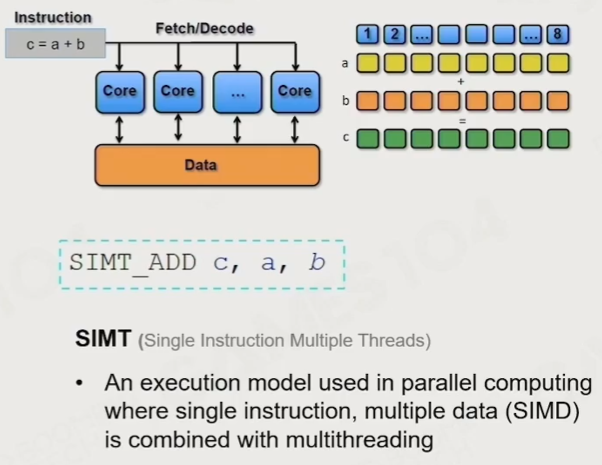 Instruction
c = a + b
Fetch/Decode
Core Core ... Core
Data
1 2 ... ... 8
a
+
b
=
c
SIMT_ADD c, a, b
SIMT (Single Instruction Multiple Threads)
• An execution model used in parallel computing
where single instruction, multiple data (SIMD)
is combined with multithreading